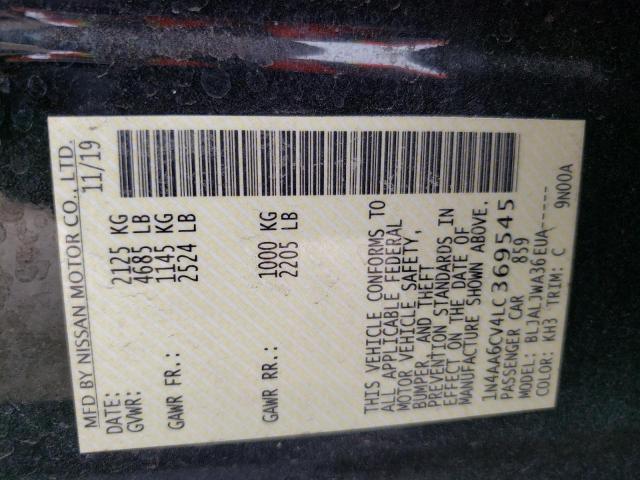 MFD BY NISSAN MOTOR CO., LTD.
DATE: 11/19
GVWR: 2125 KG
4685 LB
GAWR FR.: 1145 KG
2524 LB
GAWR RR.: 1000 KG
2205 LB
THIS VEHICLE CONFORMS TO
ALL APPLICABLE FEDERAL
MOTOR VEHICLE SAFETY,
BUMPER, AND THEFT
PREVENTION STANDARDS IN
EFFECT ON THE DATE OF
MANUFACTURE SHOWN ABOVE.
1N4AA6CV4LC369545
PASSENGER CAR 859
MODEL: BLJALJWA36EUA-----
COLOR: KH3 TRIM: C 9N00A